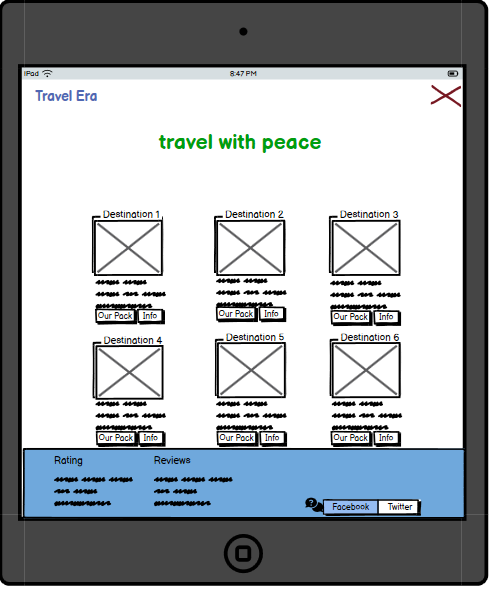 iPad 8:47 PM
Travel Era
travel with peace
Destination 1 Destination 2 Destination 3
Our Pack Info Our Pack Info Our Pack Info
Destination 4 Destination 5 Destination 6
Our Pack Info Our Pack Info Our Pack Info
Rating Reviews
? Facebook Twitter